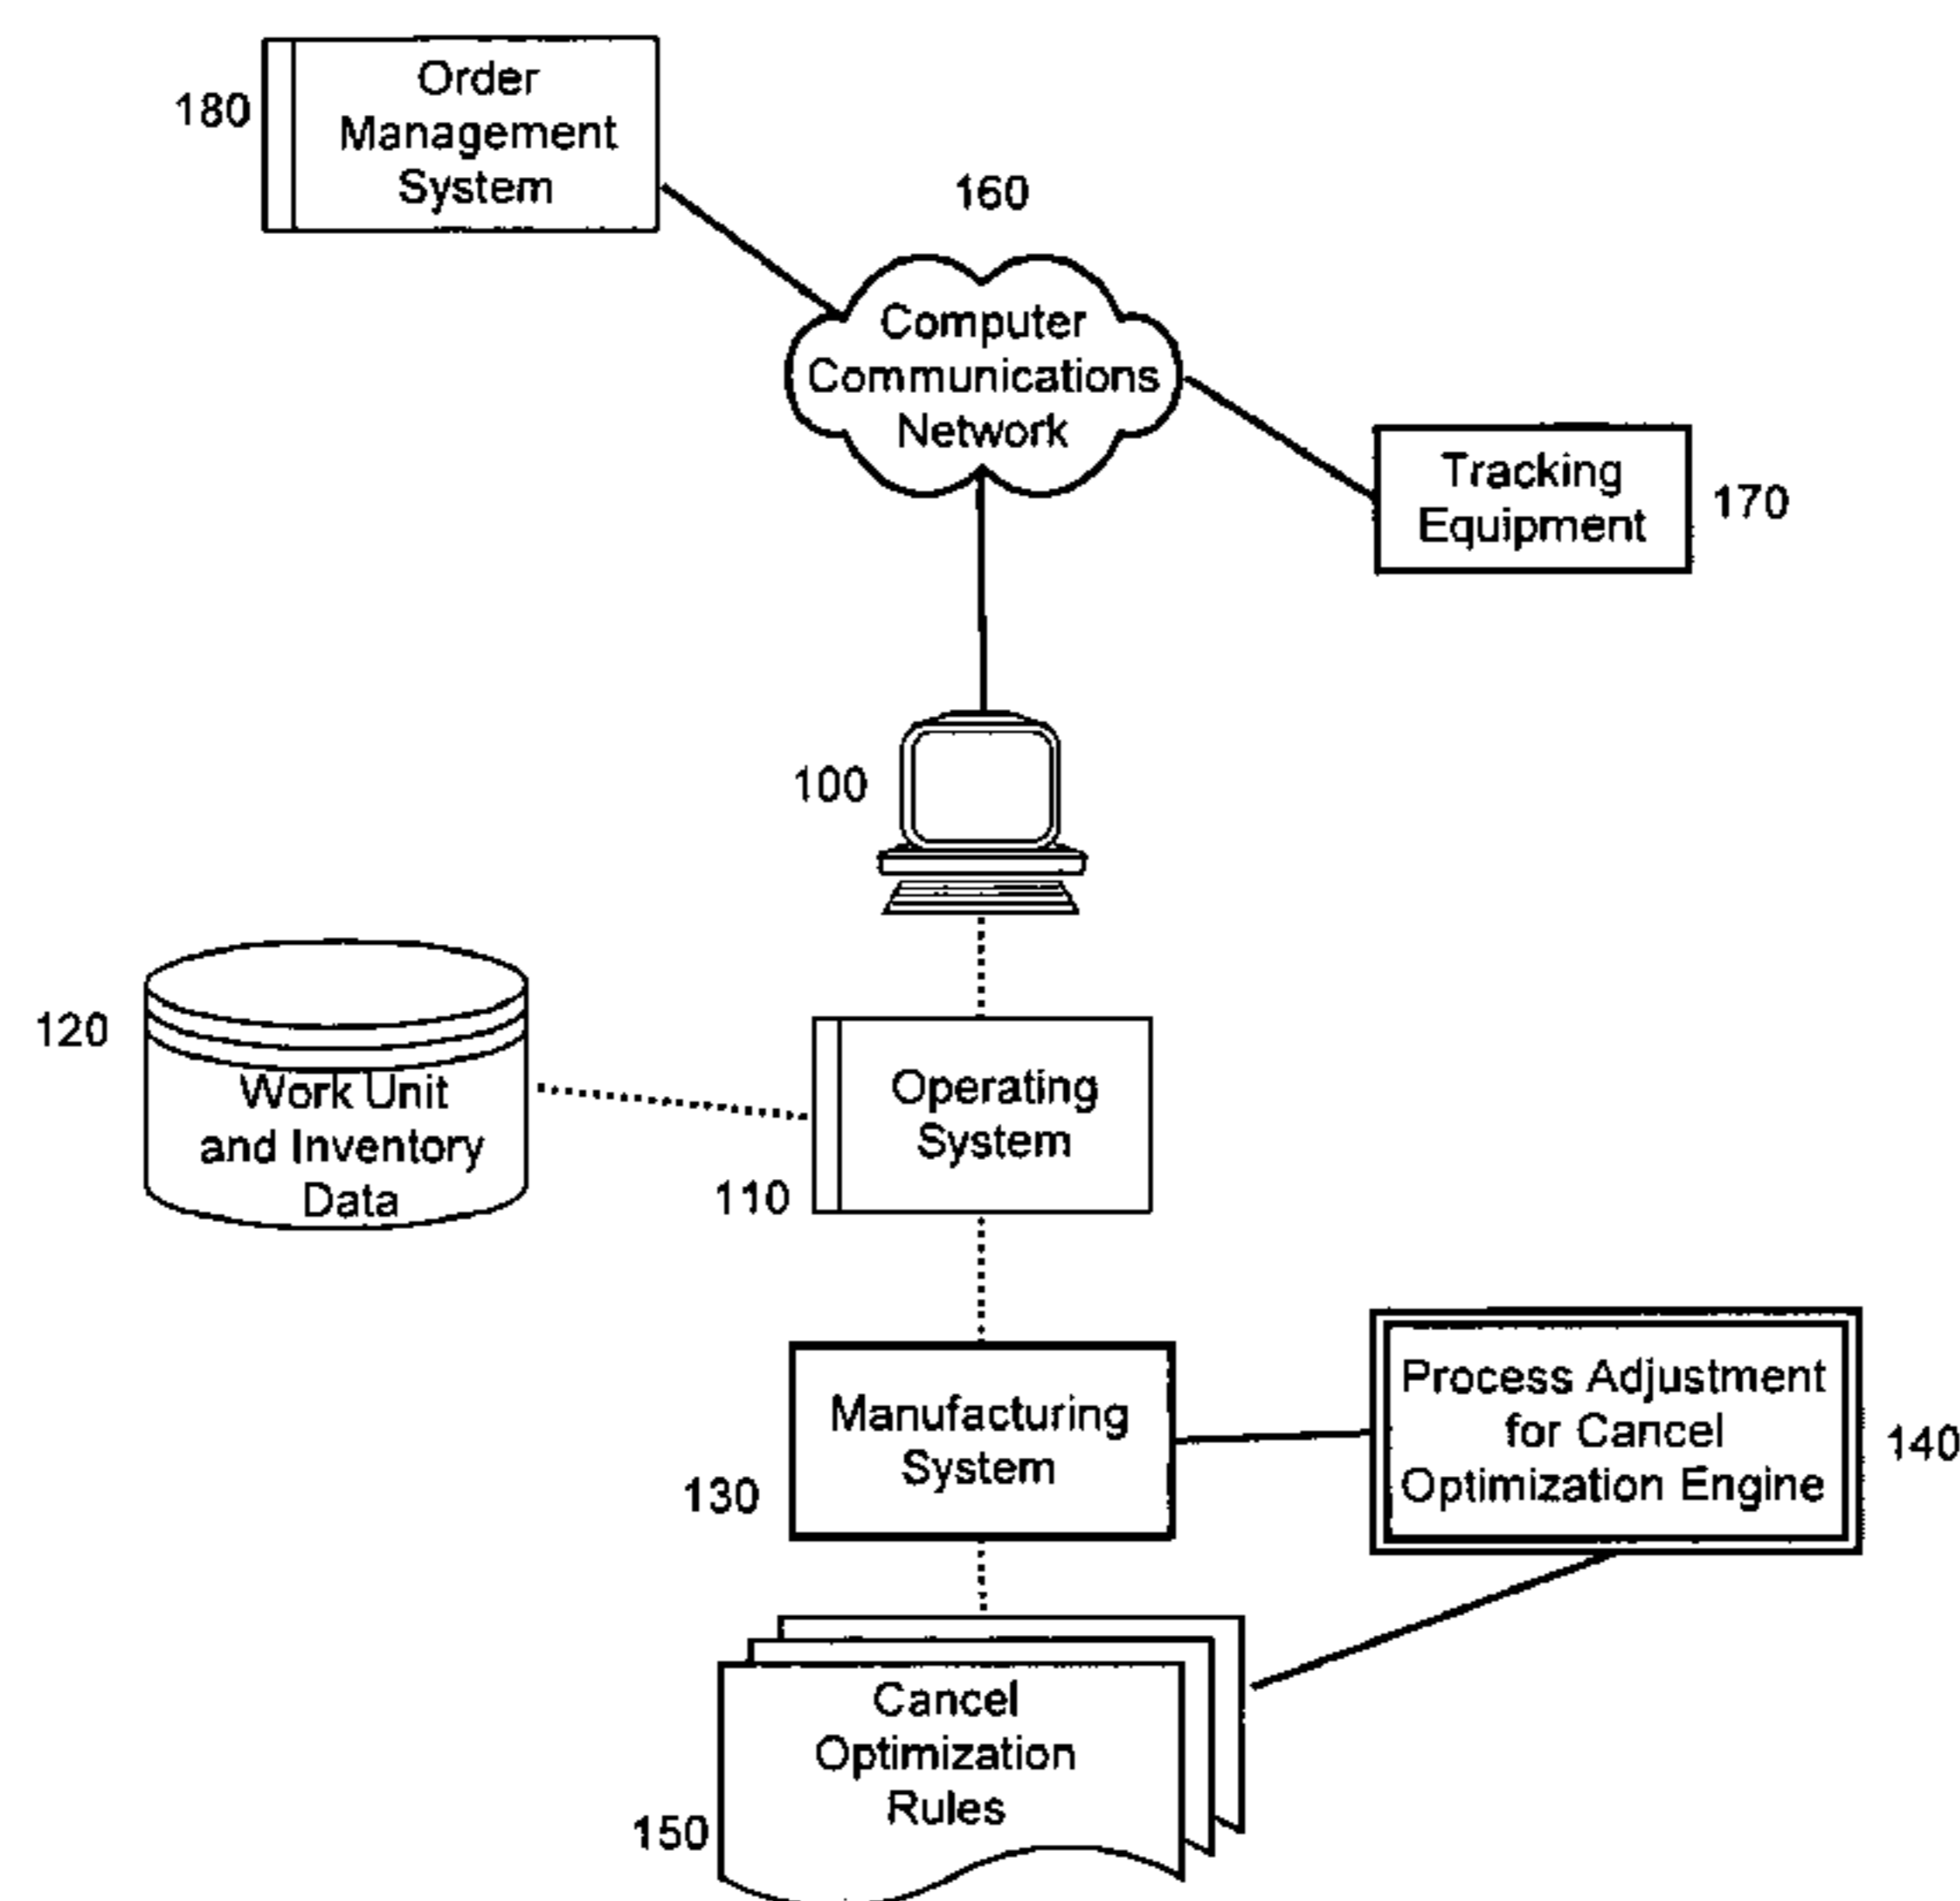 180
Order
Management
System
160
Computer
Communications
Network
Tracking
Equipment
170
100
120
Work Unit
and Inventory
Data
Operating
System
110
Manufacturing
System
130
Process Adjustment
for Cancel
Optimization Engine
140
Cancel
Optimization
Rules
150